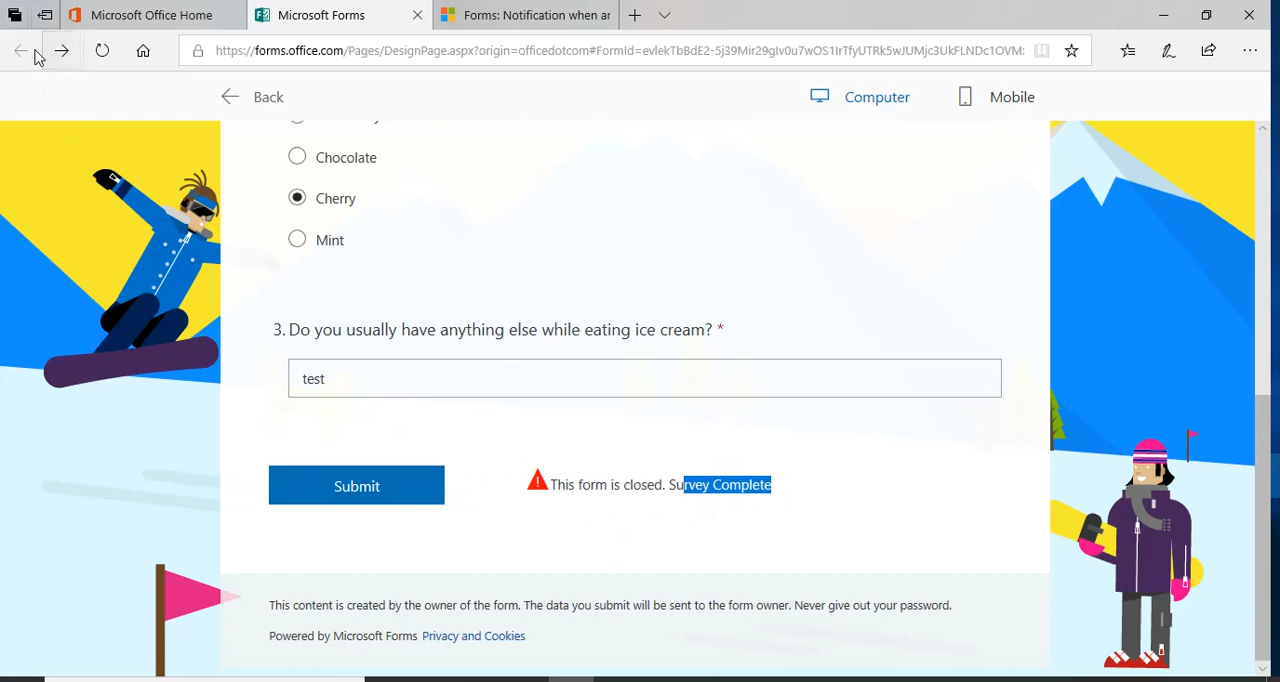 Microsoft Office Home
Microsoft Forms
Forms: Notification when ar
https://forms.office.com/Pages/DesignPage.aspx?origin=officedotcom#FormId=evlekTbBdE2-5j39Mir29gIv0u7wOS1IrTfyUTRk5wJUMjc3UkFLNDc1OVM:
Back
Computer
Mobile
Chocolate
Cherry
Mint
3. Do you usually have anything else while eating ice cream? *
test
Submit
This form is closed. Survey Complete
This content is created by the owner of the form. The data you submit will be sent to the form owner. Never give out your password.
Powered by Microsoft Forms Privacy and Cookies